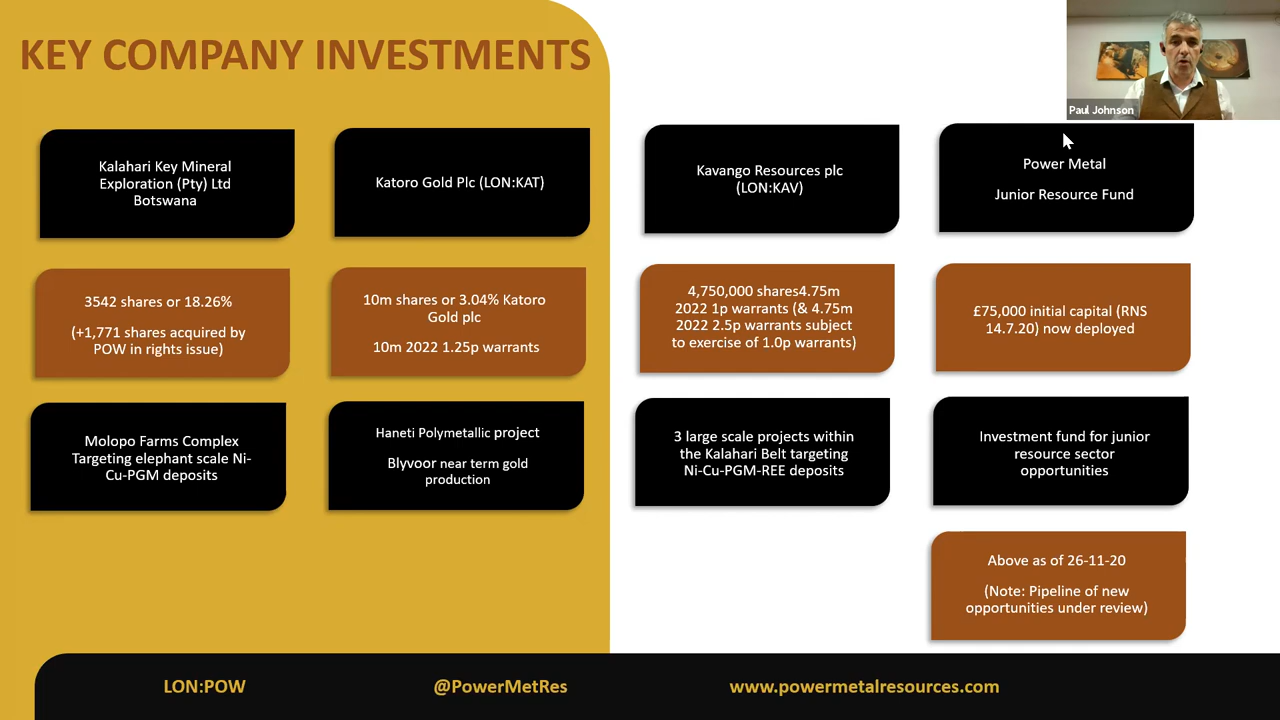 KEY COMPANY INVESTMENTS
Paul Johnson
Kalahari Key Mineral
Exploration (Pty) Ltd
Botswana
Katoro Gold Plc (LON:KAT)
Kavango Resources plc
(LON:KAV)
Power Metal
Junior Resource Fund
3542 shares or 18.26%
(+1,771 shares acquired by
POW in rights issue)
10m shares or 3.04% Katoro
Gold plc
10m 2022 1.25p warrants
4,750,000 shares4.75m
2022 1p warrants (& 4.75m
2022 2.5p warrants subject
to exercise of 1.0p warrants)
£75,000 initial capital (RNS
14.7.20) now deployed
Molopo Farms Complex
Targeting elephant scale Ni-
Cu-PGM deposits
Haneti Polymetallic project
Blyvoor near term gold
production
3 large scale projects within
the Kalahari Belt targeting
Ni-Cu-PGM-REE deposits
Investment fund for junior
resource sector
opportunities
Above as of 26-11-20
(Note: Pipeline of new
opportunities under review)
LON:POW
@PowerMetRes
www.powermetalresources.com